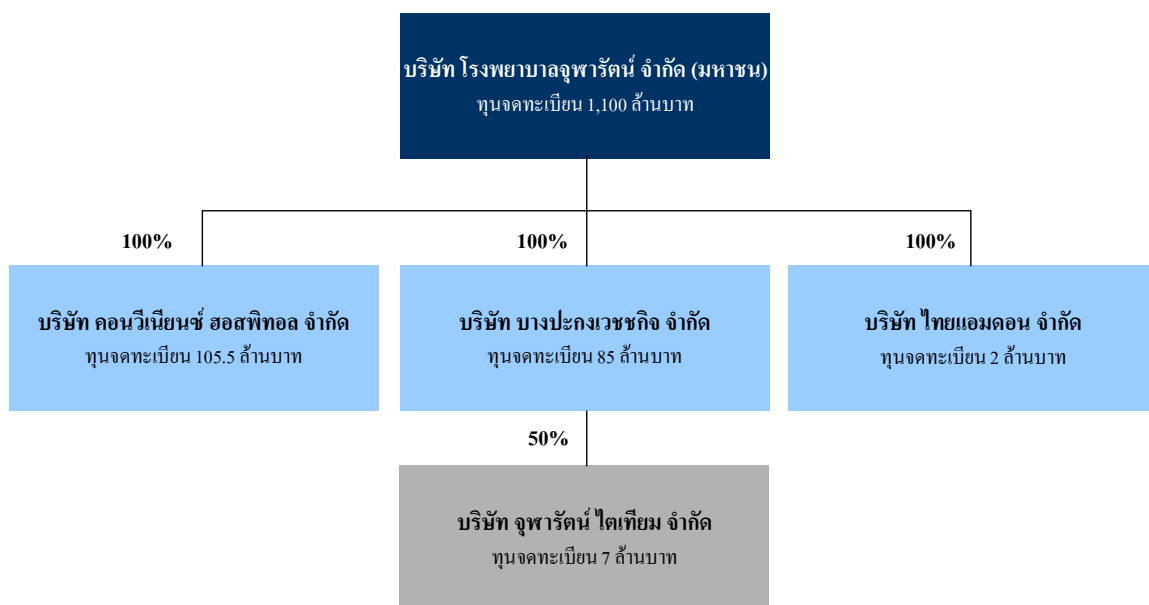 บริษัท โรงพยาบาลจุฬารัตน์ จำกัด (มหาชน)
ทุนจดทะเบียน 1,100 ล้านบาท
100%
100%
100%
บริษัท คอนวีเนียนซ์ ฮอสพิทอล จำกัด
ทุนจดทะเบียน 105.5 ล้านบาท
บริษัท บางปะกงเวชชกิจ จำกัด
ทุนจดทะเบียน 85 ล้านบาท
บริษัท ไทยแอมดอน จำกัด
ทุนจดทะเบียน 2 ล้านบาท
50%
บริษัท จุฬารัตน์ ไตเทียม จำกัด
ทุนจดทะเบียน 7 ล้านบาท